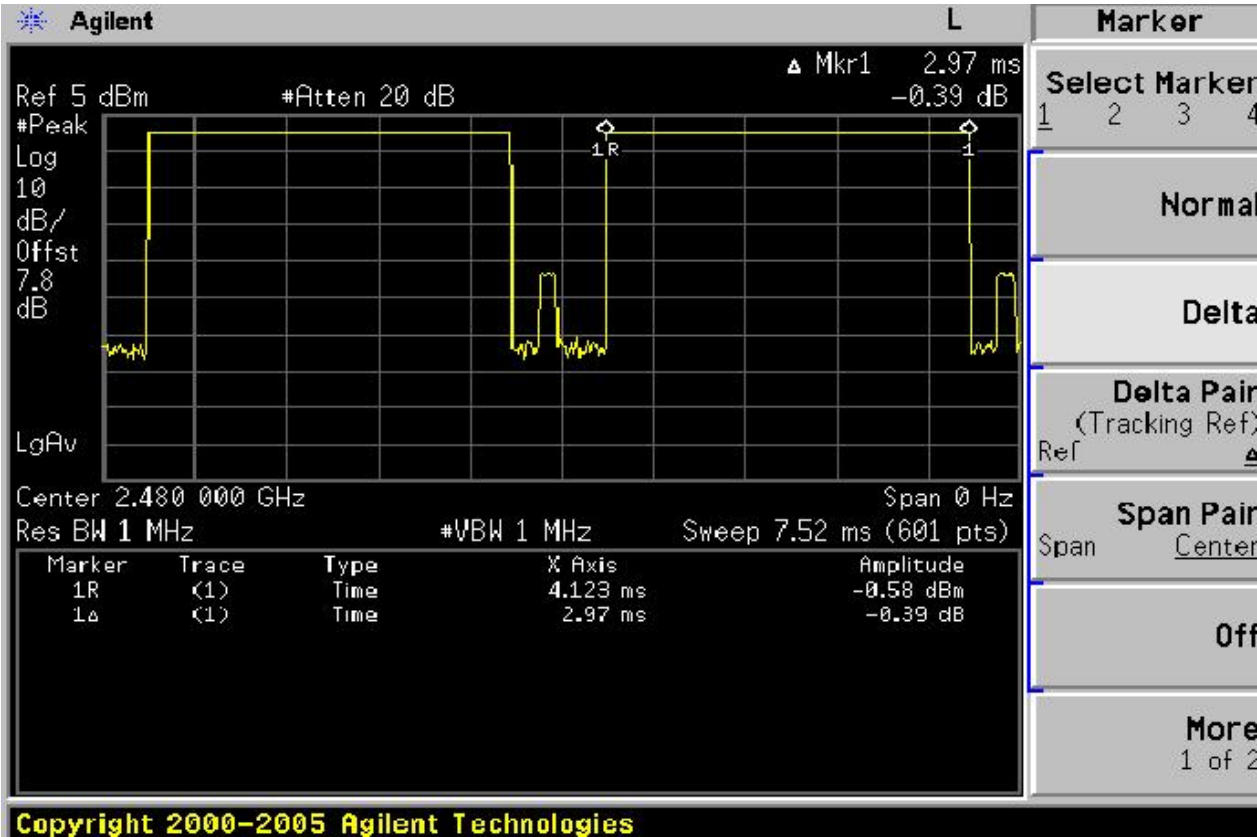 Agilent L
Δ Mkr1 2.97 ms
Ref 5 dBm #Atten 20 dB -0.39 dB
#Peak
Log
10
dB/
Offst
7.8
dB
LgAv
1R
1
Center 2.480 000 GHz Span 0 Hz
Res BW 1 MHz #VBW 1 MHz Sweep 7.52 ms (601 pts)
Marker Trace Type X Axis Amplitude
1R (1) Time 4.123 ms -0.58 dBm
1Δ (1) Time 2.97 ms -0.39 dB
Copyright 2000-2005 Agilent Technologies
Marker
Select Marker
1 2 3 4
Normal
Delta
Delta Pair
(Tracking Ref)
Ref Δ
Span Pair
Span Center
Off
More
1 of 2